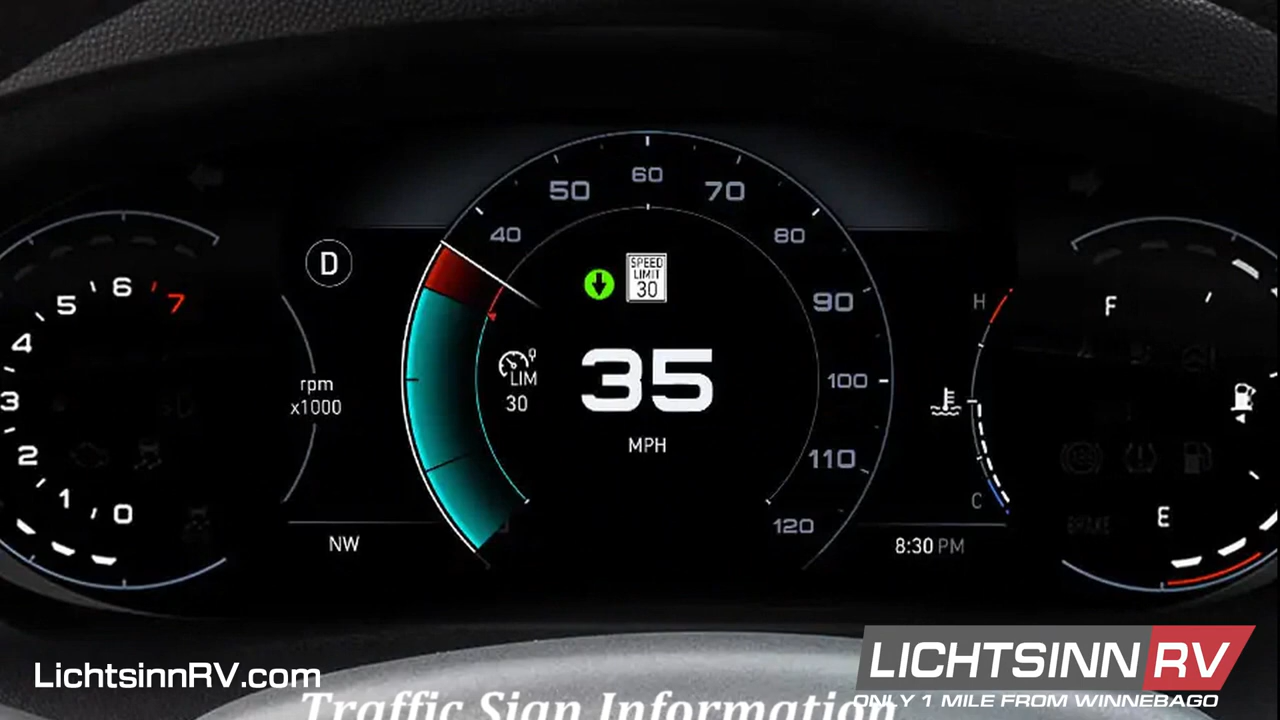 50
60
70
40
80
D
SPEED
LIMIT
30
90
H
F
6
5
7
4
35
LIM
30
100
rpm
x1000
3
MPH
2
110
1
0
C
120
E
BRAKE
NW
8:30 PM
LICHTSINN RV
LichtsinnRV.com
ONLY 1 MILE FROM WINNEBAGO
Traffic Sign Information